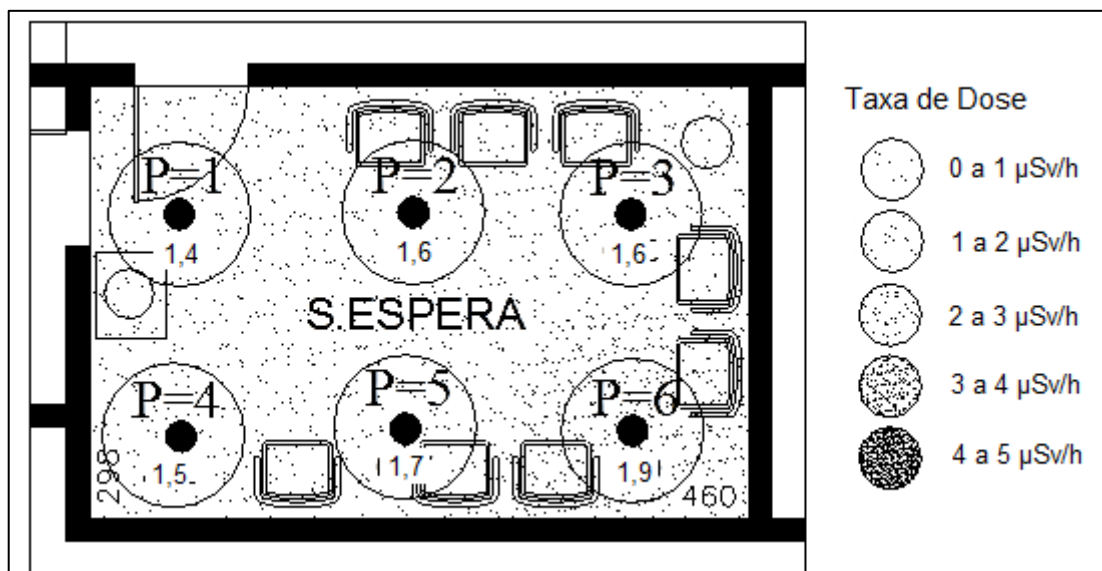 P=1
P=2
P=3
1,4
1,6
1,6
S.ESPERA
P=4
P=5
P=6
1,5
1,7
1,9
298
460
Taxa de Dose
0 a 1 µSv/h
1 a 2 µSv/h
2 a 3 µSv/h
3 a 4 µSv/h
4 a 5 µSv/h